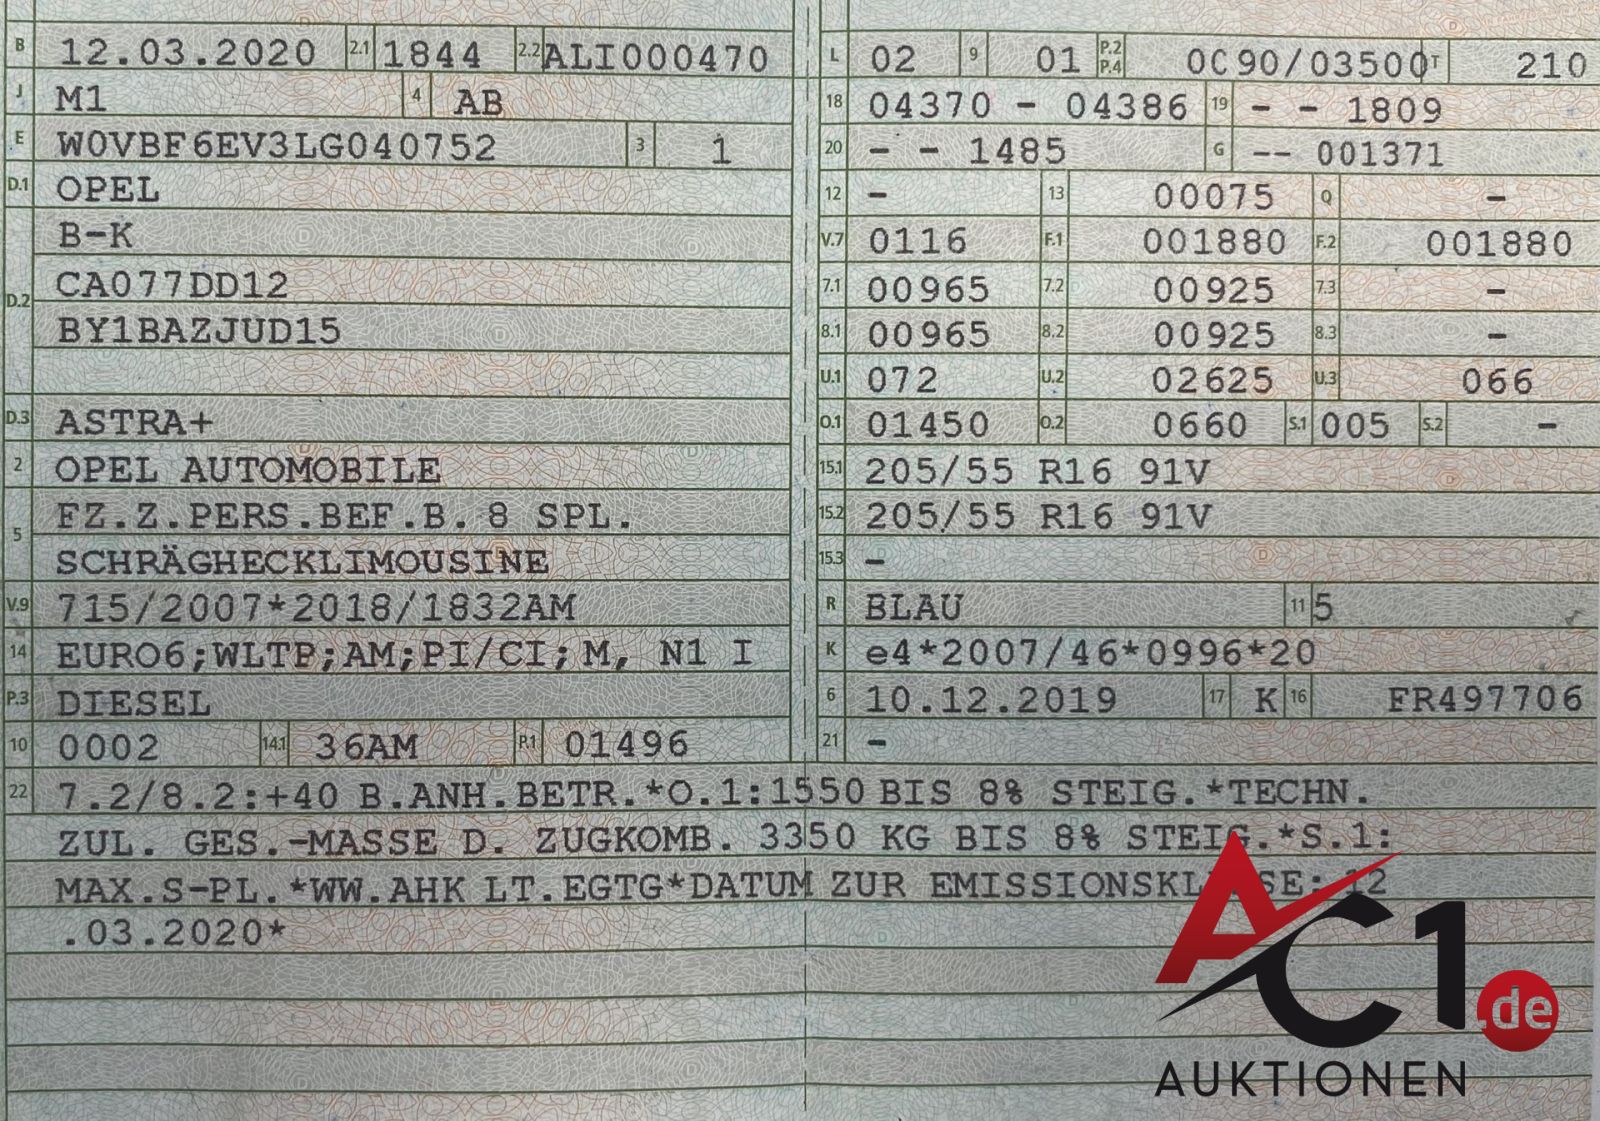 B 12.03.2020 2.1 1844 2.2 ALI000470
J M1 4 AB
E W0VBF6EV3LG040752 3 1
D.1 OPEL
B-K
D.2 CA077DD12
BY1BAZJUD15
D.3 ASTRA+
2 OPEL AUTOMOBILE
5 FZ.Z.PERS.BEF.B. 8 SPL.
SCHRÄGHECKLIMOUSINE
V.9 715/2007*2018/1832AM
14 EURO6;WLTP;AM;PI/CI; M, N1 I
P.3 DIESEL
10 0002 14.1 36AM P.1 01496
L 02 9 01 P.2 P.4 0C90/03500 T 210
18 04370 - 04386 19 - - 1809
20 - - 1485 G -- 001371
12 - 13 00075 Q -
V.7 0116 F.1 001880 F.2 001880
7.1 00965 7.2 00925 7.3 -
8.1 00965 8.2 00925 8.3 -
U.1 072 U.2 02625 U.3 066
O.1 01450 O.2 0660 S.1 005 S.2 -
15.1 205/55 R16 91V
15.2 205/55 R16 91V
15.3 -
R BLAU 11 5
K e4*2007/46*0996*20
6 10.12.2019 17 K 16 FR497706
21 -
22 7.2/8.2:+40 B.ANH.BETR.*O.1:1550 BIS 8% STEIG.*TECHN.
ZUL. GES.-MASSE D. ZUGKOMB. 3350 KG BIS 8% STEIG.*S.1:
MAX.S-PL.*WW.AHK LT.EGTG*DATUM ZUR EMISSIONSKLASSE: 12
.03.2020*
AC1.de
AUKTIONEN